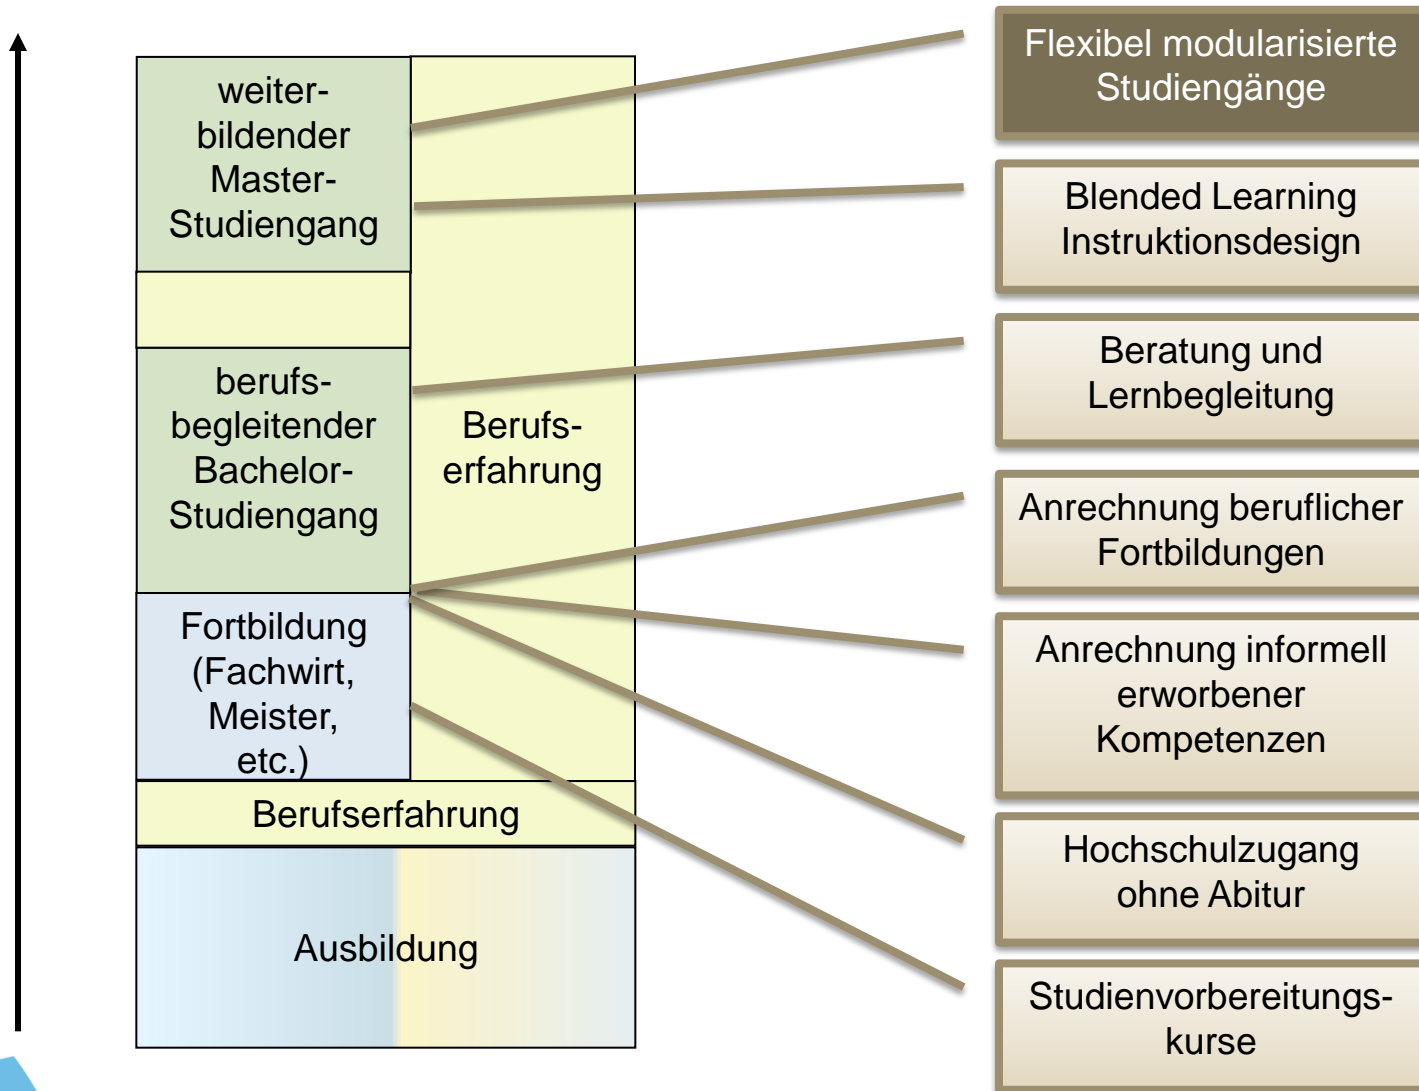 weiter-
bildender
Master-
Studiengang
berufs-
begleitender
Bachelor-
Studiengang
Berufs-
erfahrung
Fortbildung
(Fachwirt,
Meister,
etc.)
Berufserfahrung
Ausbildung
Flexibel modularisierte
Studiengänge
Blended Learning
Instruktionsdesign
Beratung und
Lernbegleitung
Anrechnung beruflicher
Fortbildungen
Anrechnung informell
erworbener
Kompetenzen
Hochschulzugang
ohne Abitur
Studienvorbereitungs-
kurse